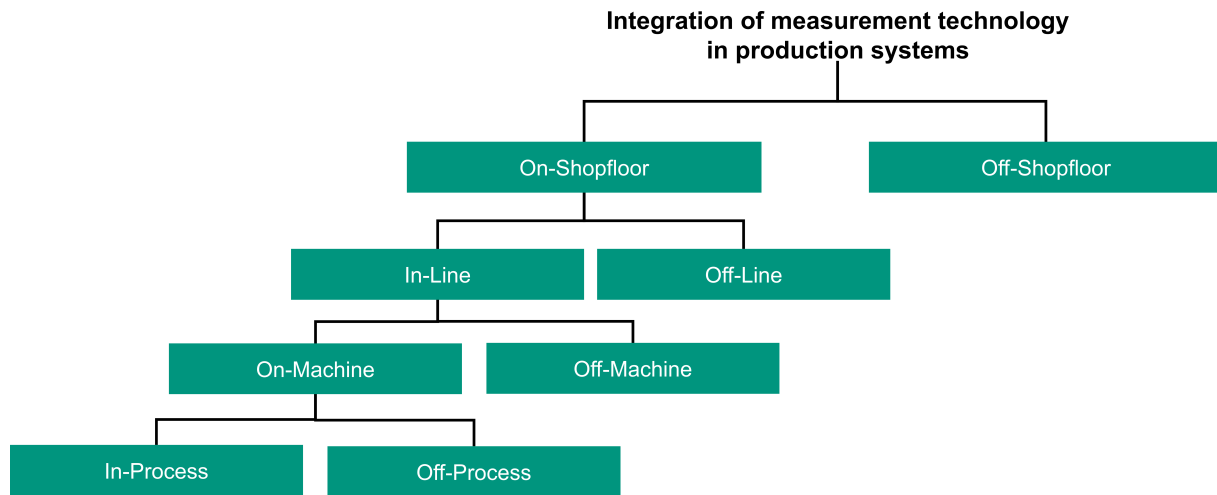 Integration of measurement technology
in production systems
On-Shopfloor
Off-Shopfloor
In-Line
Off-Line
On-Machine
Off-Machine
In-Process
Off-Process